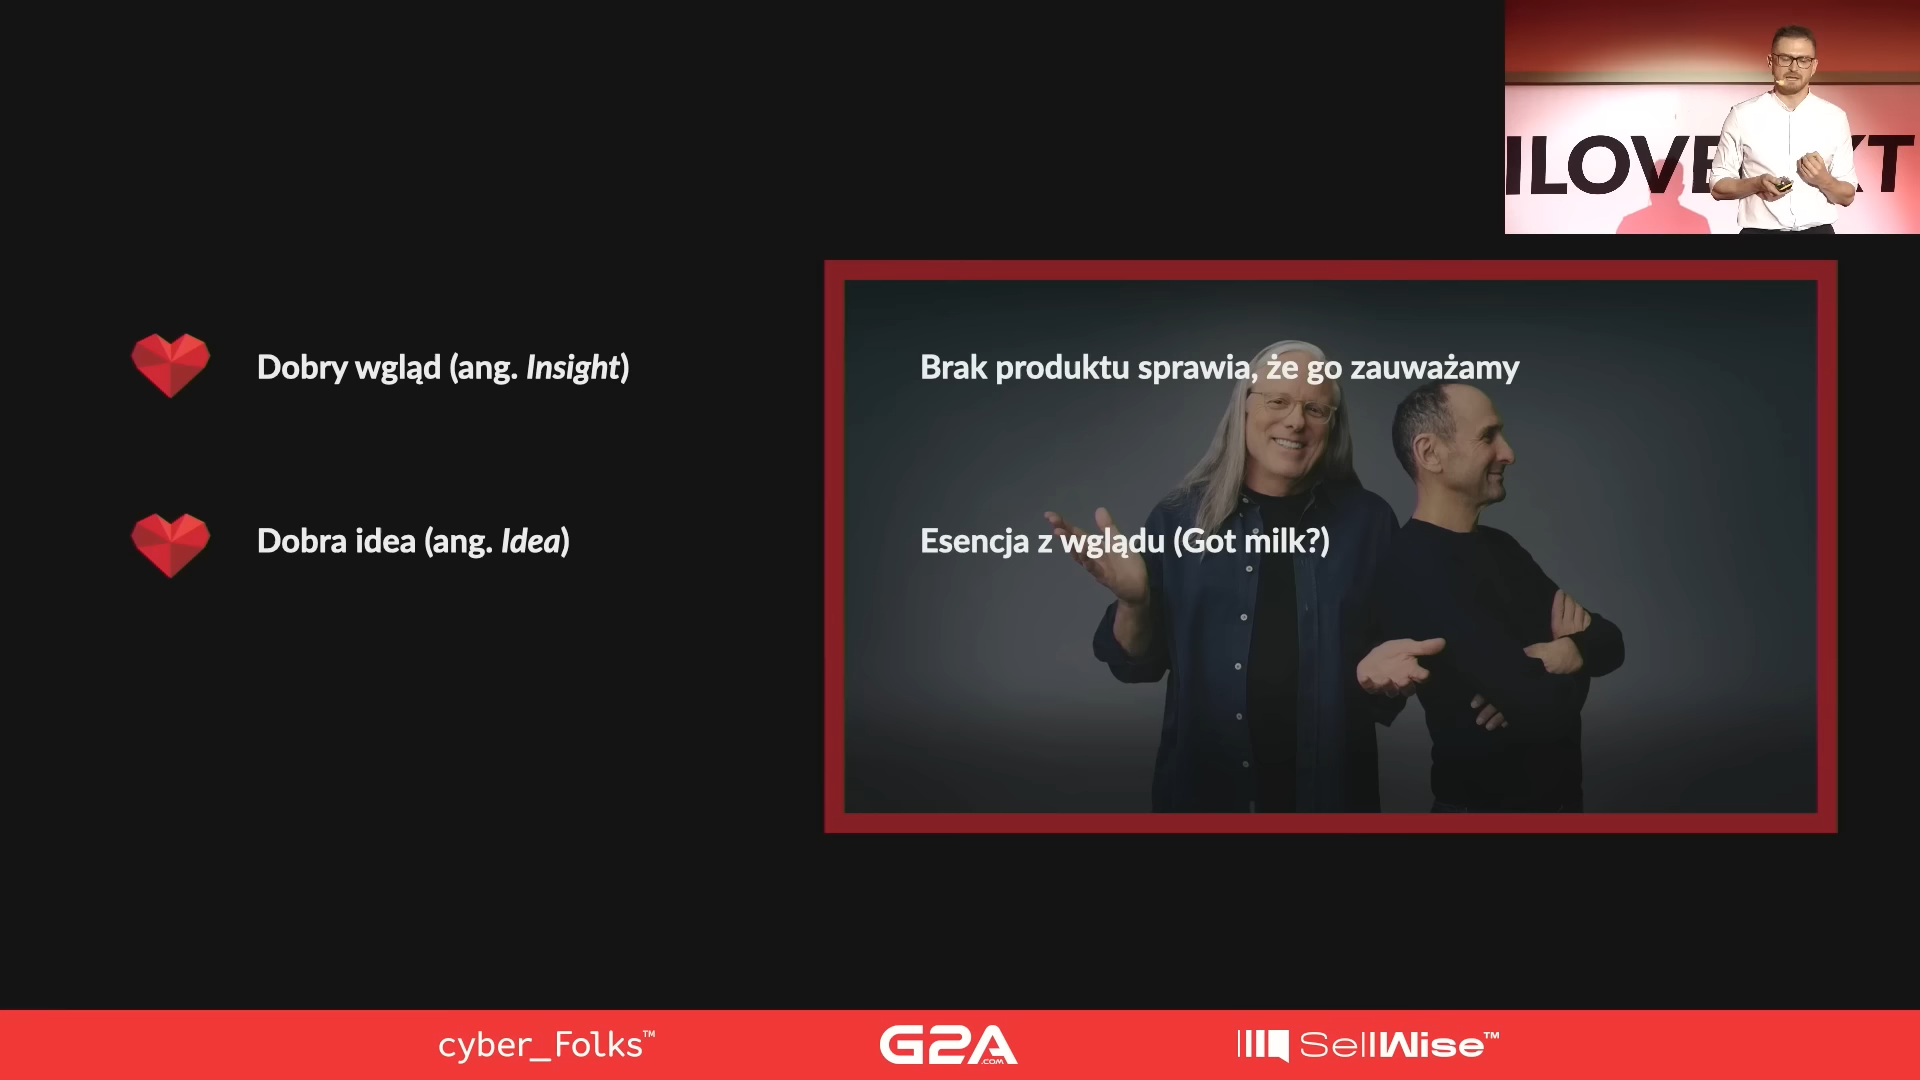 ILOVE KT
Dobry wgląd (ang. Insight)
Brak produktu sprawia, że go zauważamy
Dobra idea (ang. Idea)
Esencja z wglądu (Got milk?)
cyber_Folks™
G2A.COM
SellWise™